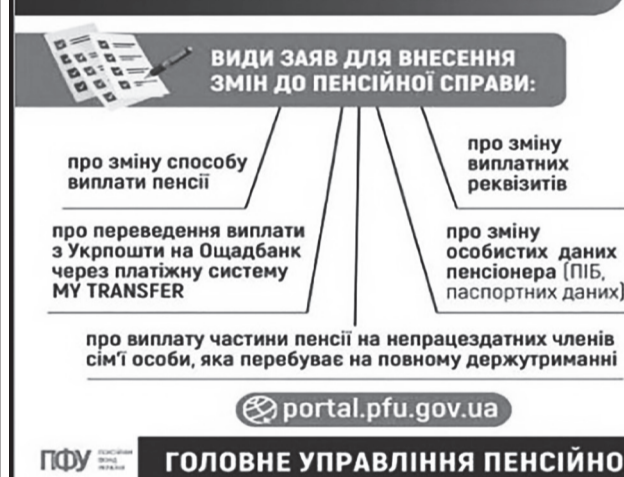 ВИДИ ЗАЯВ ДЛЯ ВНЕСЕННЯ
ЗМІН ДО ПЕНСІЙНОЇ СПРАВИ:
про зміну способу
виплати пенсії
про зміну
виплатних
реквізитів
про переведення виплати
з Укрпошти на Ощадбанк
через платіжну систему
MY TRANSFER
про зміну
особистих даних
пенсіонера (ПІБ,
паспортних даних)
про виплату частини пенсії на непрацездатних членів
сім'ї особи, яка перебуває на повному держутриманні
portal.pfu.gov.ua
ПФУ
ПЕНСІЙНИЙ
ФОНД
УКРАЇНИ
ГОЛОВНЕ УПРАВЛІННЯ ПЕНСІЙНО